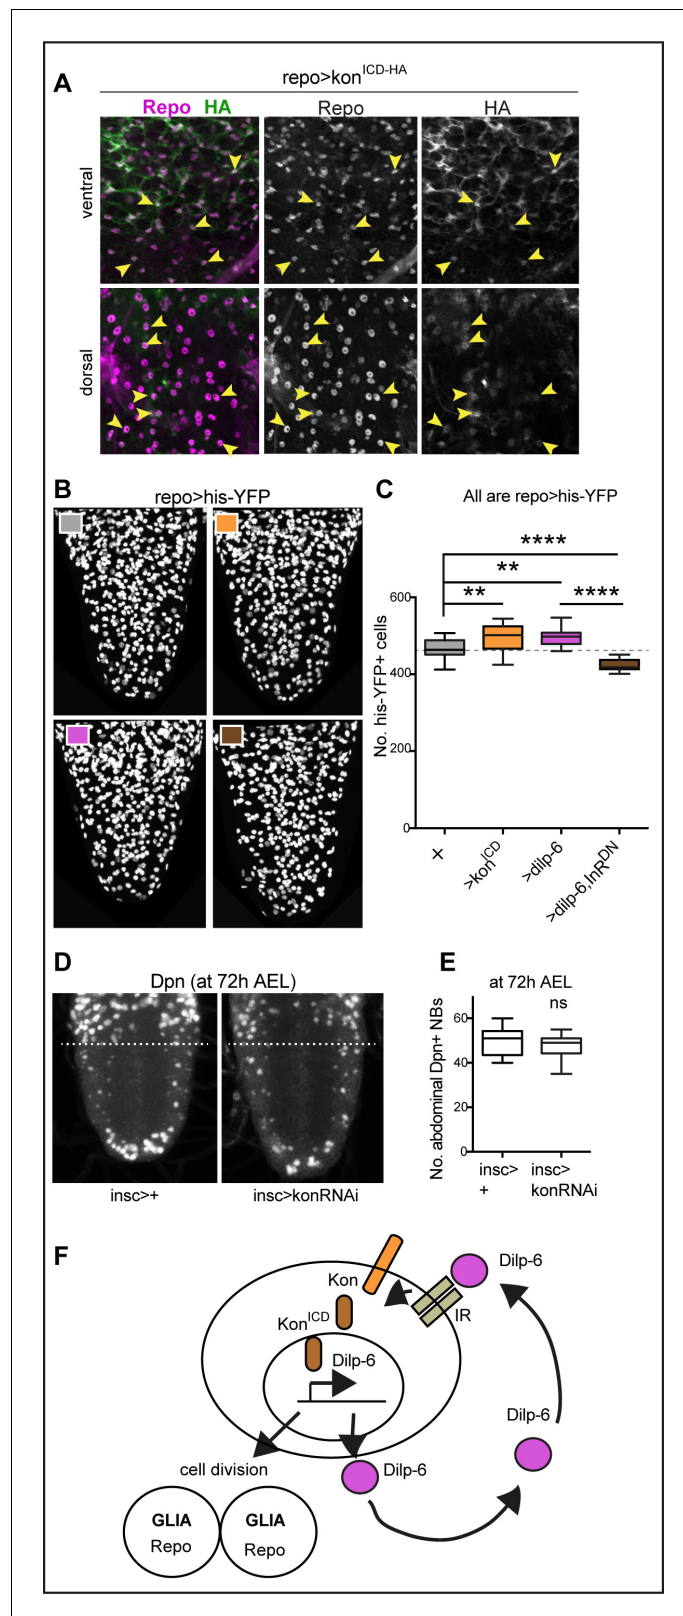 A
repo>kon^ICD-HA
Repo HA
Repo
HA
ventral
dorsal
B
repo>his-YFP
C
All are repo>his-YFP
****
**
** ****
No. his-YFP+ cells
600
400
200
0
+
>kon^ICD
>dilp-6
>dilp-6,InR^DN
D
Dpn (at 72h AEL)
insc>+
insc>konRNAi
E
at 72h AEL
ns
No. abdominal Dpn+ NBs
60
40
20
0
insc>
+
insc>
konRNAi
F
Kon
Dilp-6
IR
Kon^ICD
Dilp-6
Dilp-6
Dilp-6
cell division
GLIA
Repo
GLIA
Repo